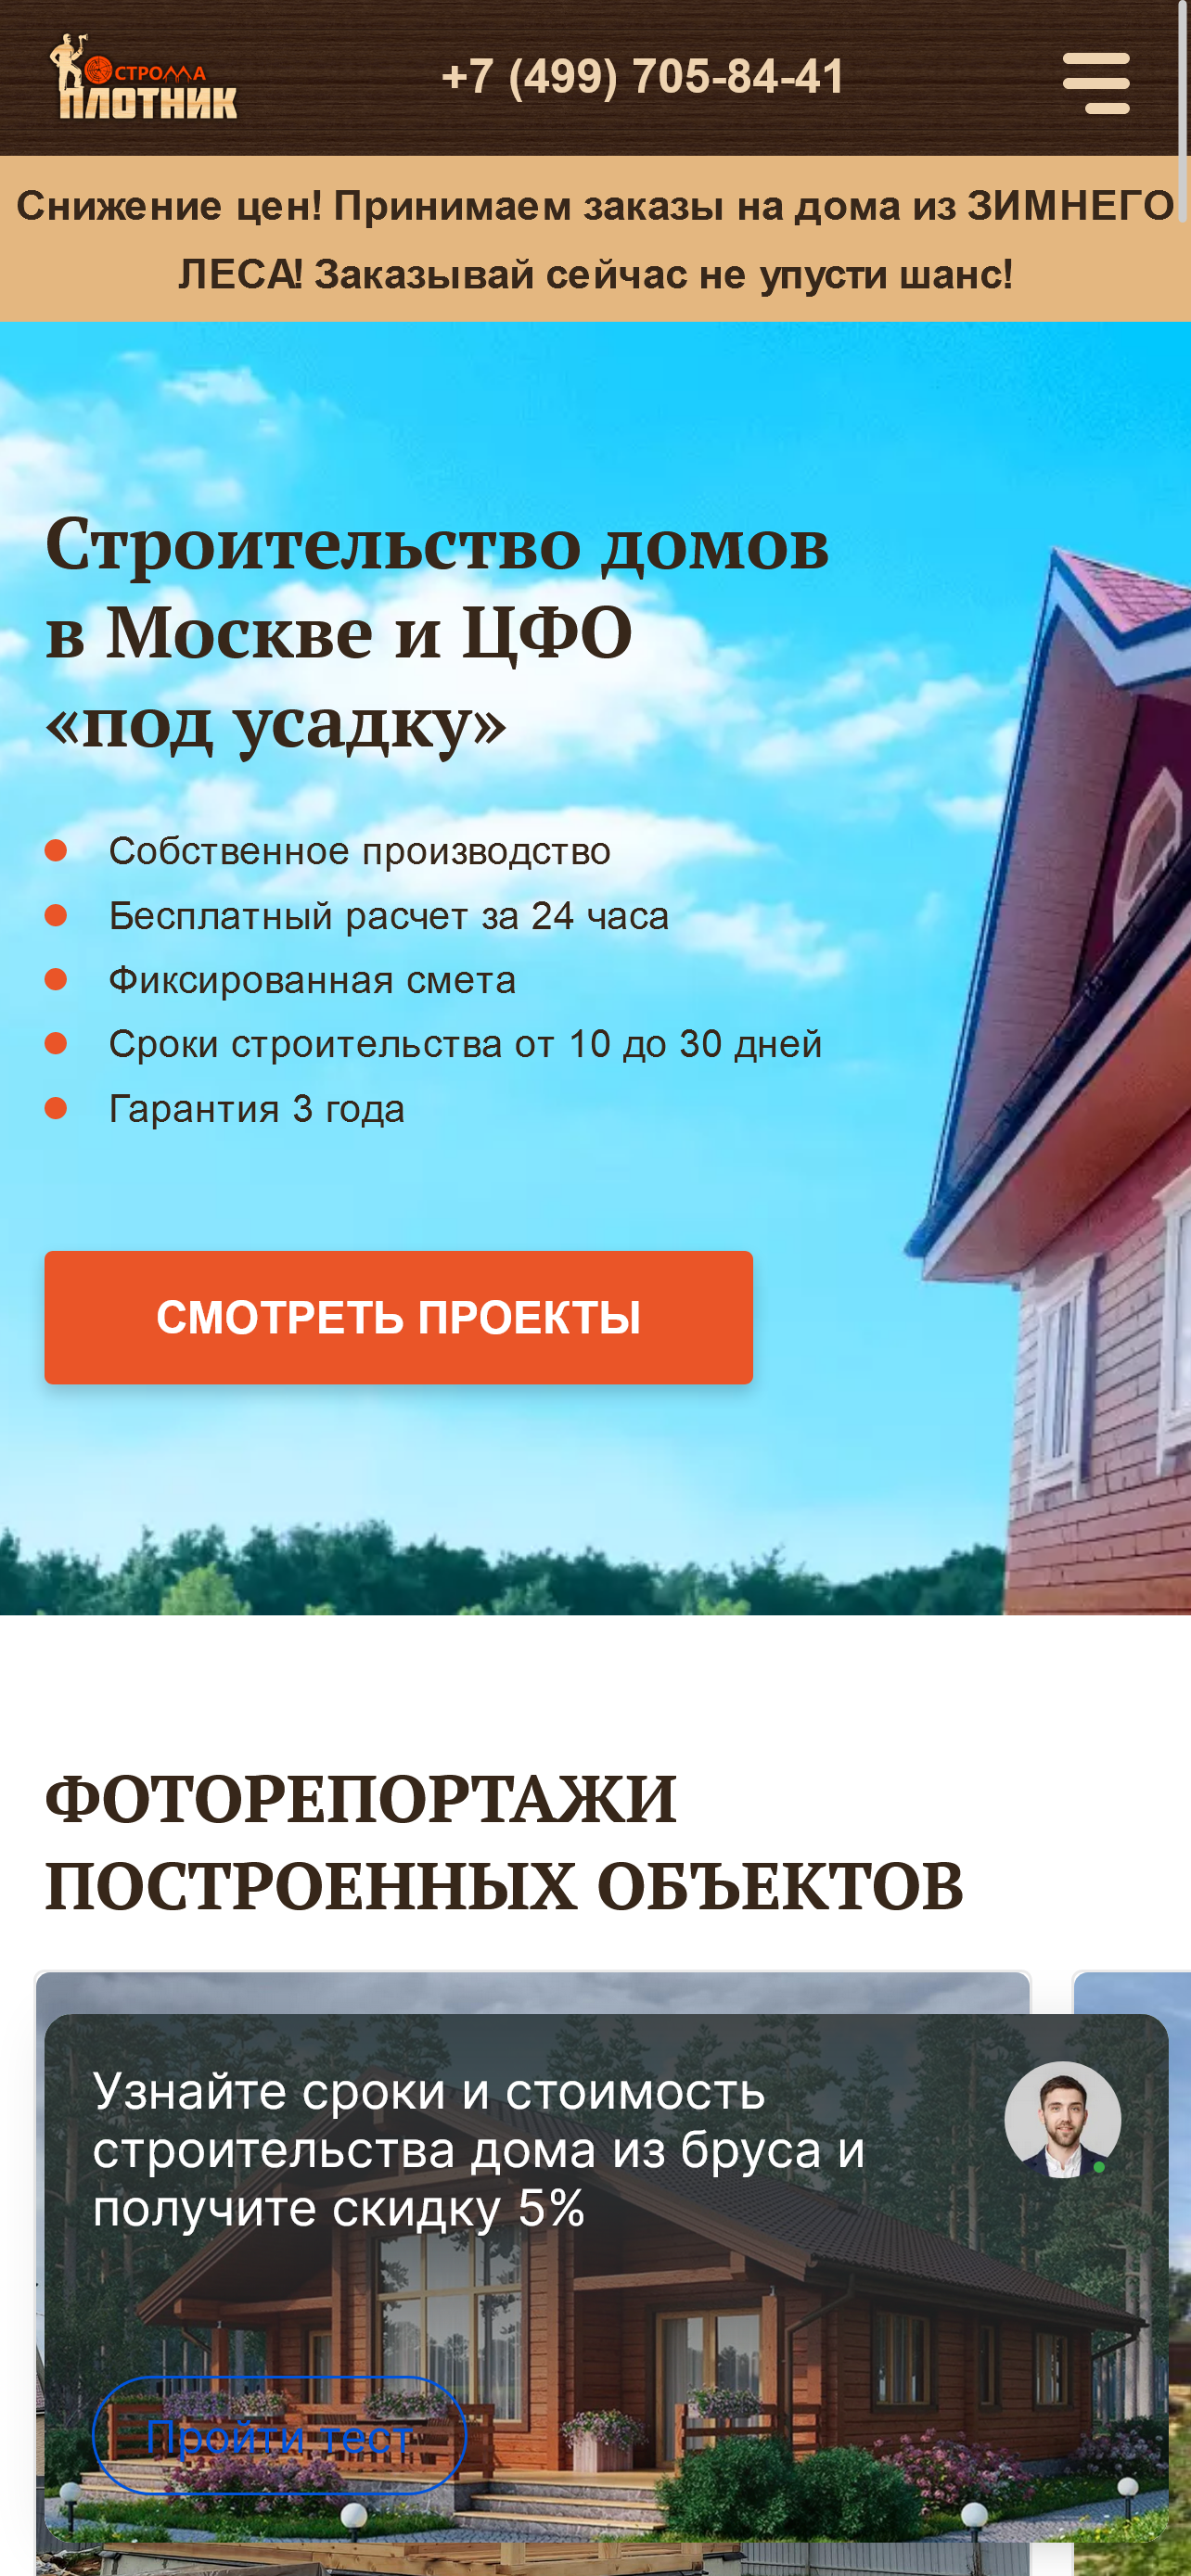 СТРОМА
ПЛОТНИК
+7 (499) 705-84-41
Снижение цен! Принимаем заказы на дома из ЗИМНЕГО
ЛЕСА! Заказывай сейчас не упусти шанс!
Строительство домов
в Москве и ЦФО
«под усадку»
Собственное производство
Бесплатный расчет за 24 часа
Фиксированная смета
Сроки строительства от 10 до 30 дней
Гарантия 3 года
СМОТРЕТЬ ПРОЕКТЫ
ФОТОРЕПОРТАЖИ
ПОСТРОЕННЫХ ОБЪЕКТОВ
Узнайте сроки и стоимость
строительства дома из бруса и
получите скидку 5%
Пройти тест